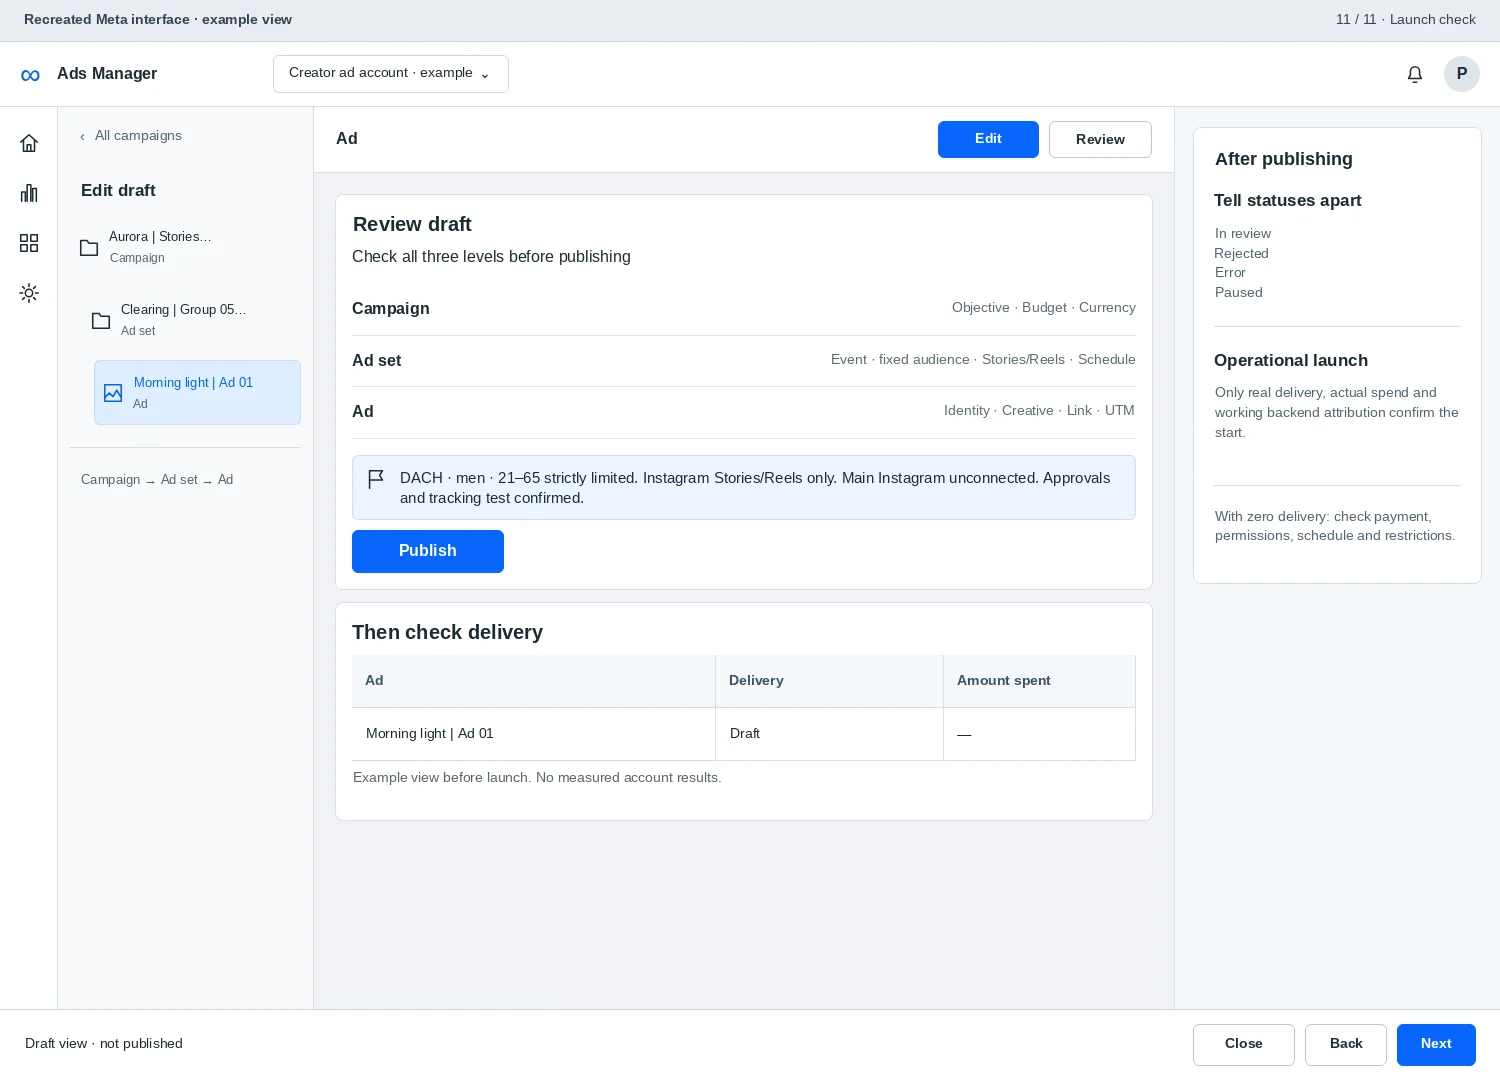 Recreated Meta interface · example view
11 / 11 · Launch check
Ads Manager
Creator ad account · example
P
‹ All campaigns
Edit draft
Aurora | Stories…
Campaign
Clearing | Group 05…
Ad set
Morning light | Ad 01
Ad
Campaign → Ad set → Ad
Ad
Edit
Review
Review draft
Check all three levels before publishing
Campaign
Objective · Budget · Currency
Ad set
Event · fixed audience · Stories/Reels · Schedule
Ad
Identity · Creative · Link · UTM
DACH · men · 21–65 strictly limited. Instagram Stories/Reels only. Main Instagram unconnected. Approvals
and tracking test confirmed.
Publish
Then check delivery
Ad
Delivery
Amount spent
Morning light | Ad 01
Draft
—
Example view before launch. No measured account results.
After publishing
Tell statuses apart
In review
Rejected
Error
Paused
Operational launch
Only real delivery, actual spend and
working backend attribution confirm the
start.
With zero delivery: check payment,
permissions, schedule and restrictions.
Draft view · not published
Close
Back
Next